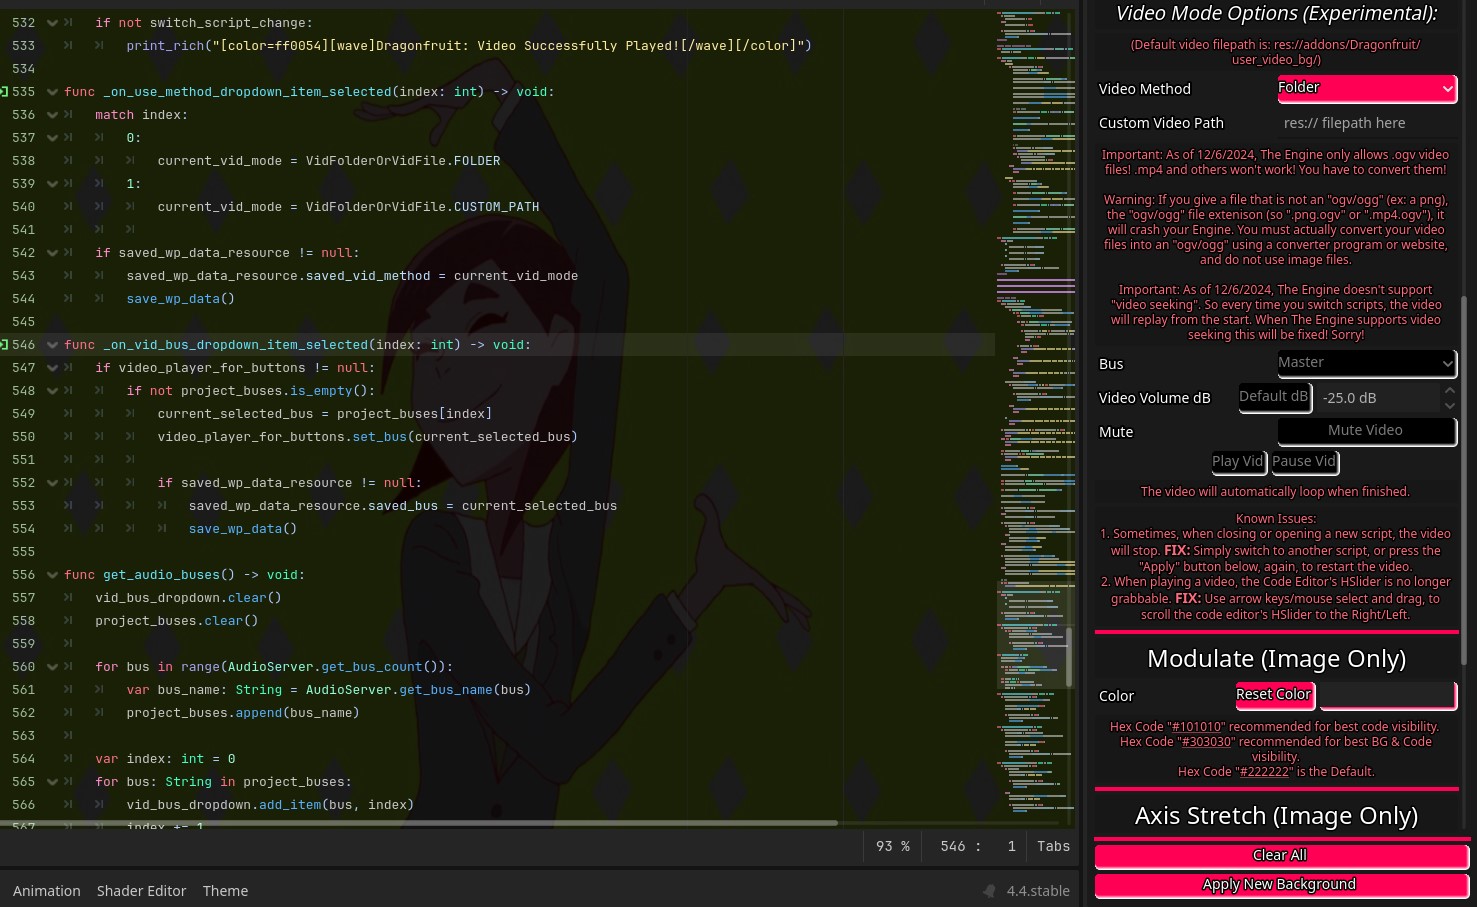 532 if not switch_script_change:
533 print_rich("[color=ff0054][wave]Dragonfruit: Video Successfully Played![/wave][/color]")
534
535 func _on_use_method_dropdown_item_selected(index: int) -> void:
536 match index:
537 0:
538 current_vid_mode = VidFolderOrVidFile.FOLDER
539 1:
540 current_vid_mode = VidFolderOrVidFile.CUSTOM_PATH
541
542 if saved_wp_data_resource != null:
543 saved_wp_data_resource.saved_vid_method = current_vid_mode
544 save_wp_data()
545
546 func _on_vid_bus_dropdown_item_selected(index: int) -> void:
547 if video_player_for_buttons != null:
548 if not project_buses.is_empty():
549 current_selected_bus = project_buses[index]
550 video_player_for_buttons.set_bus(current_selected_bus)
551
552 if saved_wp_data_resource != null:
553 saved_wp_data_resource.saved_bus = current_selected_bus
554 save_wp_data()
555
556 func get_audio_buses() -> void:
557 vid_bus_dropdown.clear()
558 project_buses.clear()
559
560 for bus in range(AudioServer.get_bus_count()):
561 var bus_name: String = AudioServer.get_bus_name(bus)
562 project_buses.append(bus_name)
563
564 var index: int = 0
565 for bus: String in project_buses:
566 vid_bus_dropdown.add_item(bus, index)
567 index += 1
93 % 546 : 1 Tabs
Animation Shader Editor Theme 4.4.stable
Video Mode Options (Experimental):
(Default video filepath is: res://addons/Dragonfruit/
user_video_bg/)
Video Method Folder
Custom Video Path res:// filepath here
Important: As of 12/6/2024, The Engine only allows .ogv video
files! .mp4 and others won't work! You have to convert them!
Warning: If you give a file that is not an "ogv/ogg" (ex: a png),
the "ogv/ogg" file extenison (so ".png.ogv" or ".mp4.ogv"), it
will crash your Engine. You must actually convert your video
files into an "ogv/ogg" using a converter program or website,
and do not use image files.
Important: As of 12/6/2024, The Engine doesn't support
"video seeking". So every time you switch scripts, the video
will replay from the start. When The Engine supports video
seeking this will be fixed! Sorry!
Bus Master
Video Volume dB Default dB -25.0 dB
Mute Mute Video
Play Vid Pause Vid
The video will automatically loop when finished.
Known Issues:
1. Sometimes, when closing or opening a new script, the video
will stop. FIX: Simply switch to another script, or press the
"Apply" button below, again, to restart the video.
2. When playing a video, the Code Editor's HSlider is no longer
grabbable. FIX: Use arrow keys/mouse select and drag, to
scroll the code editor's HSlider to the Right/Left.
Modulate (Image Only)
Color Reset Color
Hex Code "#101010" recommended for best code visibility.
Hex Code "#303030" recommended for best BG & Code
visibility.
Hex Code "#222222" is the Default.
Axis Stretch (Image Only)
Clear All
Apply New Background